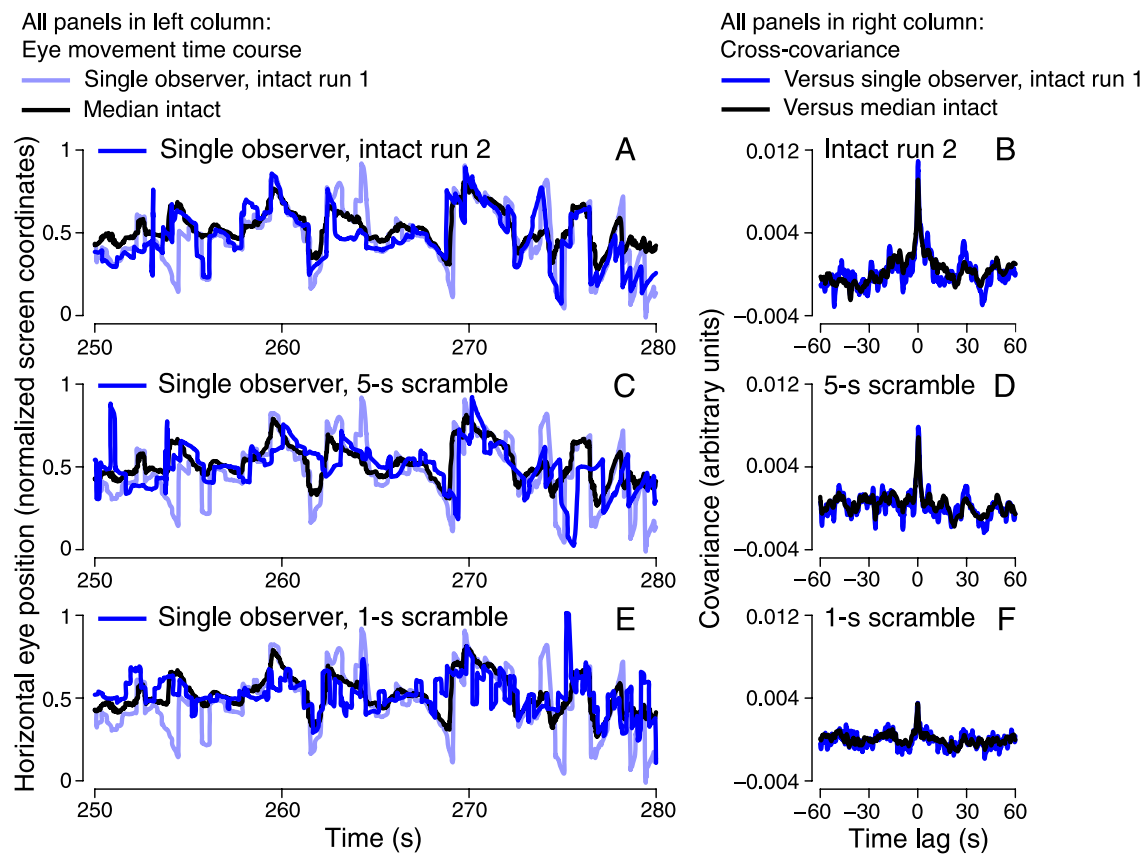 All panels in left column:
Eye movement time course
Single observer, intact run 1
Median intact
All panels in right column:
Cross-covariance
Versus single observer, intact run 1
Versus median intact
Horizontal eye position (normalized screen coordinates)
Single observer, intact run 2
A
1
0.5
0
250
260
270
280
Intact run 2
B
0.012
0.004
−0.004
−60
−30
0
30
60
Single observer, 5-s scramble
C
1
0.5
0
250
260
270
280
Covariance (arbitrary units)
5-s scramble
D
0.012
0.004
−0.004
−60
−30
0
30
60
Single observer, 1-s scramble
E
1
0.5
0
250
260
270
280
Time (s)
1-s scramble
F
0.012
0.004
−0.004
−60
−30
0
30
60
Time lag (s)